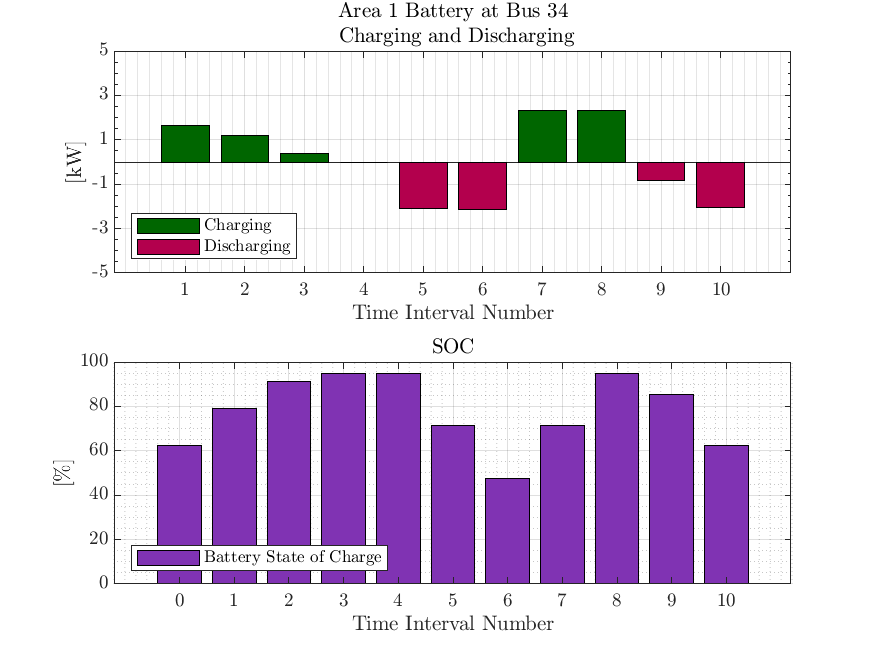 Area 1 Battery at Bus 34
Charging and Discharging
5
3
1
-1
-3
-5
[kW]
Charging
Discharging
1 2 3 4 5 6 7 8 9 10
Time Interval Number
SOC
100
80
60
40
20
0
[%]
Battery State of Charge
0 1 2 3 4 5 6 7 8 9 10
Time Interval Number